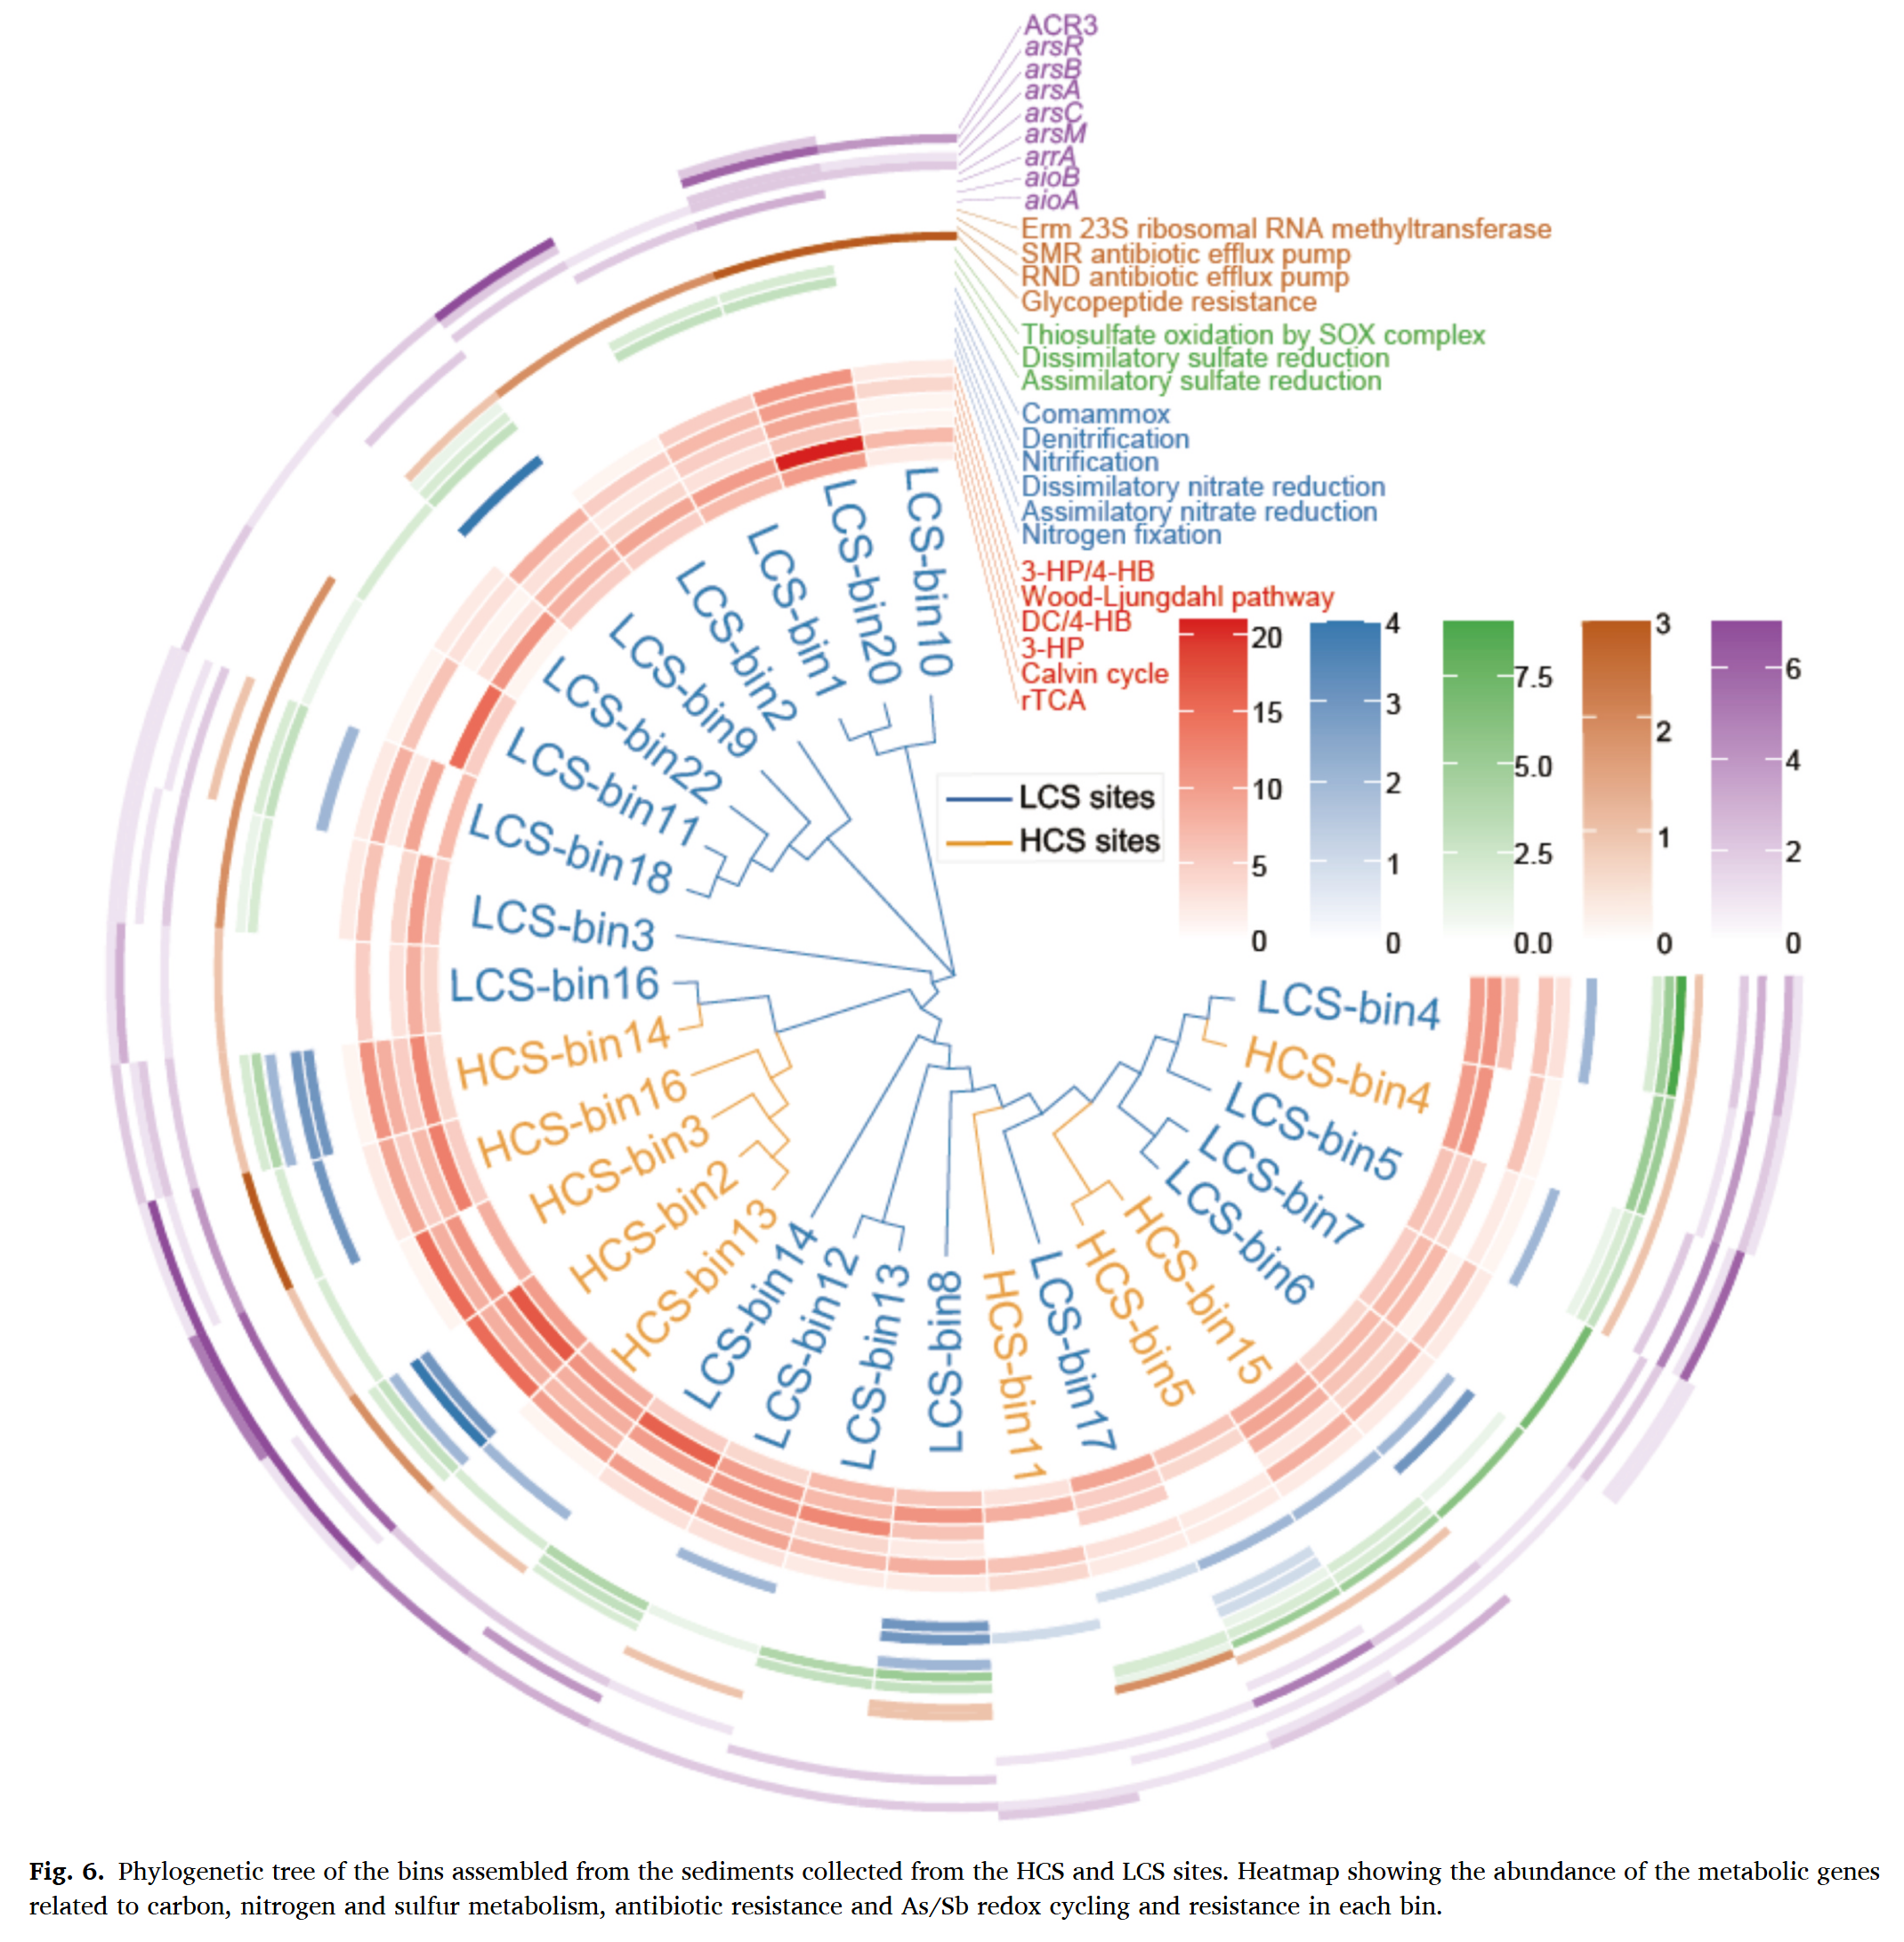 ACR3
arsR
arsB
arsA
arsC
arsM
arrA
aioB
aioA
Erm 23S ribosomal RNA methyltransferase
SMR antibiotic efflux pump
RND antibiotic efflux pump
Glycopeptide resistance
Thiosulfate oxidation by SOX complex
Dissimilatory sulfate reduction
Assimilatory sulfate reduction
Comammox
Denitrification
Nitrification
Dissimilatory nitrate reduction
Assimilatory nitrate reduction
Nitrogen fixation
3-HP/4-HB
Wood-Ljungdahl pathway
DC/4-HB
3-HP
Calvin cycle
rTCA
20
15
10
5
0
4
3
2
1
0
7.5
5.0
2.5
0.0
3
2
1
0
6
4
2
0
LCS sites
HCS sites
LCS-bin10
LCS-bin20
LCS-bin1
LCS-bin2
LCS-bin9
LCS-bin22
LCS-bin11
LCS-bin18
LCS-bin3
LCS-bin16
HCS-bin14
HCS-bin16
HCS-bin3
HCS-bin2
HCS-bin13
LCS-bin14
LCS-bin12
LCS-bin13
LCS-bin8
HCS-bin11
LCS-bin17
HCS-bin5
HCS-bin15
LCS-bin6
LCS-bin7
LCS-bin5
HCS-bin4
LCS-bin4
Fig. 6. Phylogenetic tree of the bins assembled from the sediments collected from the HCS and LCS sites. Heatmap showing the abundance of the metabolic genes
related to carbon, nitrogen and sulfur metabolism, antibiotic resistance and As/Sb redox cycling and resistance in each bin.